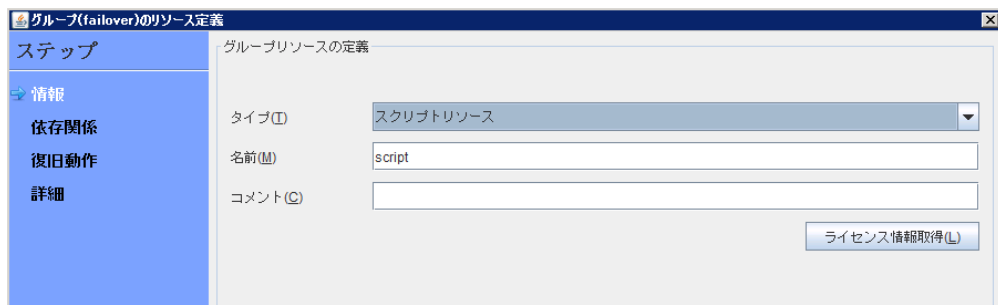 グループ(failover)のリソース定義
ステップ
情報
依存関係
復旧動作
詳細
グループリソースの定義
タイプ(T) スクリプトリソース
名前(M) script
コメント(C)
ライセンス情報取得(L)